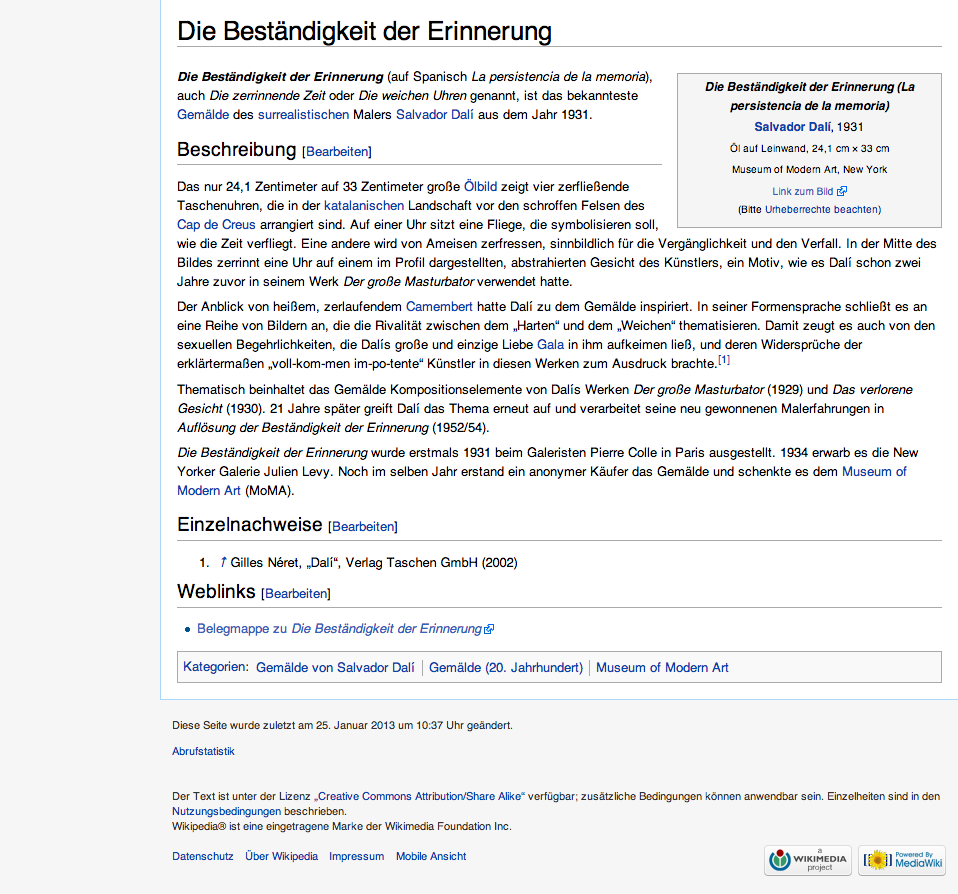 Die Beständigkeit der Erinnerung
Die Beständigkeit der Erinnerung (auf Spanisch La persistencia de la memoria),
auch Die zerrinnende Zeit oder Die weichen Uhren genannt, ist das bekannteste
Gemälde des surrealistischen Malers Salvador Dalí aus dem Jahr 1931.
Die Beständigkeit der Erinnerung (La
persistencia de la memoria)
Salvador Dalí, 1931
Öl auf Leinwand, 24,1 cm × 33 cm
Museum of Modern Art, New York
Link zum Bild
(Bitte Urheberrechte beachten)
Beschreibung [Bearbeiten]
Das nur 24,1 Zentimeter auf 33 Zentimeter große Ölbild zeigt vier zerfließende
Taschenuhren, die in der katalanischen Landschaft vor den schroffen Felsen des
Cap de Creus arrangiert sind. Auf einer Uhr sitzt eine Fliege, die symbolisieren soll,
wie die Zeit verfliegt. Eine andere wird von Ameisen zerfressen, sinnbildlich für die Vergänglichkeit und den Verfall. In der Mitte des
Bildes zerrinnt eine Uhr auf einem im Profil dargestellten, abstrahierten Gesicht des Künstlers, ein Motiv, wie es Dalí schon zwei
Jahre zuvor in seinem Werk Der große Masturbator verwendet hatte.
Der Anblick von heißem, zerlaufendem Camembert hatte Dalí zu dem Gemälde inspiriert. In seiner Formensprache schließt es an
eine Reihe von Bildern an, die die Rivalität zwischen dem „Harten“ und dem „Weichen“ thematisieren. Damit zeugt es auch von den
sexuellen Begehrlichkeiten, die Dalís große und einzige Liebe Gala in ihm aufkeimen ließ, und deren Widersprüche der
erklärtermaßen „voll-kom-men im-po-tente“ Künstler in diesen Werken zum Ausdruck brachte.[1]
Thematisch beinhaltet das Gemälde Kompositionselemente von Dalís Werken Der große Masturbator (1929) und Das verlorene
Gesicht (1930). 21 Jahre später greift Dalí das Thema erneut auf und verarbeitet seine neu gewonnenen Malerfahrungen in
Auflösung der Beständigkeit der Erinnerung (1952/54).
Die Beständigkeit der Erinnerung wurde erstmals 1931 beim Galeristen Pierre Colle in Paris ausgestellt. 1934 erwarb es die New
Yorker Galerie Julien Levy. Noch im selben Jahr erstand ein anonymer Käufer das Gemälde und schenkte es dem Museum of
Modern Art (MoMA).
Einzelnachweise [Bearbeiten]
1. ↑ Gilles Néret, „Dalí“, Verlag Taschen GmbH (2002)
Weblinks [Bearbeiten]
• Belegmappe zu Die Beständigkeit der Erinnerung
Kategorien: Gemälde von Salvador Dalí | Gemälde (20. Jahrhundert) | Museum of Modern Art
Diese Seite wurde zuletzt am 25. Januar 2013 um 10:37 Uhr geändert.
Abrufstatistik
Der Text ist unter der Lizenz „Creative Commons Attribution/Share Alike“ verfügbar; zusätzliche Bedingungen können anwendbar sein. Einzelheiten sind in den
Nutzungsbedingungen beschrieben.
Wikipedia® ist eine eingetragene Marke der Wikimedia Foundation Inc.
Datenschutz Über Wikipedia Impressum Mobile Ansicht
a
WIKIMEDIA
project
Powered By
MediaWiki